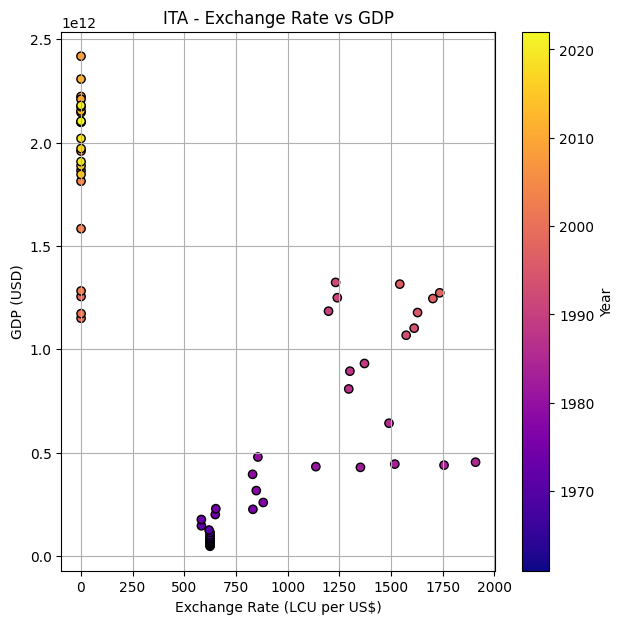 ITA - Exchange Rate vs GDP
1e12
2.5
2.0
1.5
1.0
0.5
0.0
GDP (USD)
0 250 500 750 1000 1250 1500 1750 2000
Exchange Rate (LCU per US$)
2020
2010
2000
1990
1980
1970
Year